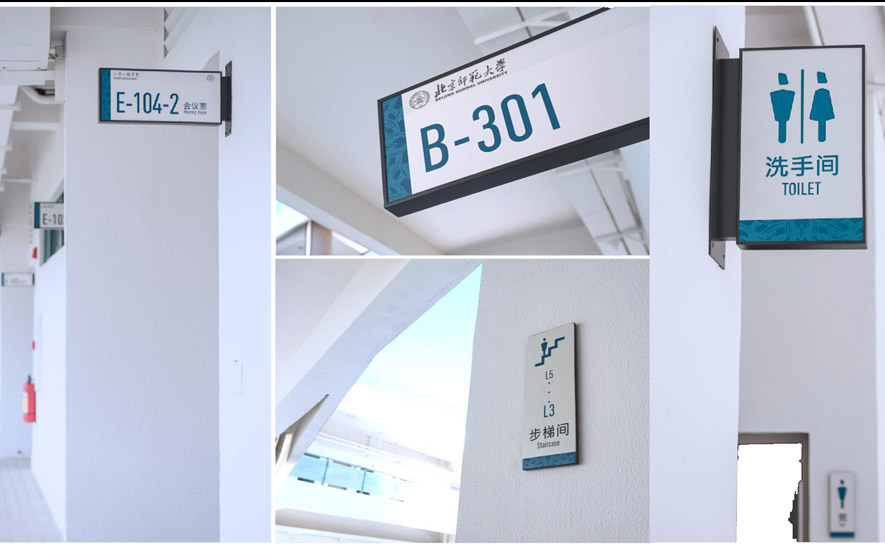 E-104-2 会议室
Meeting Room
E-10
北京师范大学
BEIJING NORMAL UNIVERSITY
B-301
L5
L3
步梯间
Staircase
洗手间
TOILET